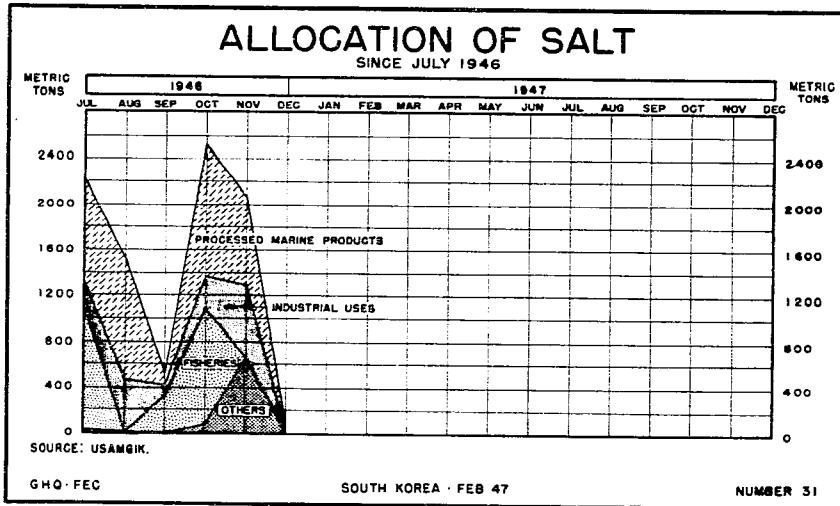 ALLOCATION OF SALT
SINCE JULY 1946
METRIC TONS
1946
1947
METRIC TONS
JUL AUG SEP OCT NOV DEC JAN FEB MAR APR MAY JUN JUL AUG SEP OCT NOV DEC
2400
2400
2000
2000
PROCESSED MARINE PRODUCTS
1600
1600
1200
INDUSTRIAL USES
1200
800
800
FISHERIES
400
400
OTHERS
0
0
SOURCE: USAMGIK.
GHQ-FEC
SOUTH KOREA · FEB 47
NUMBER 31